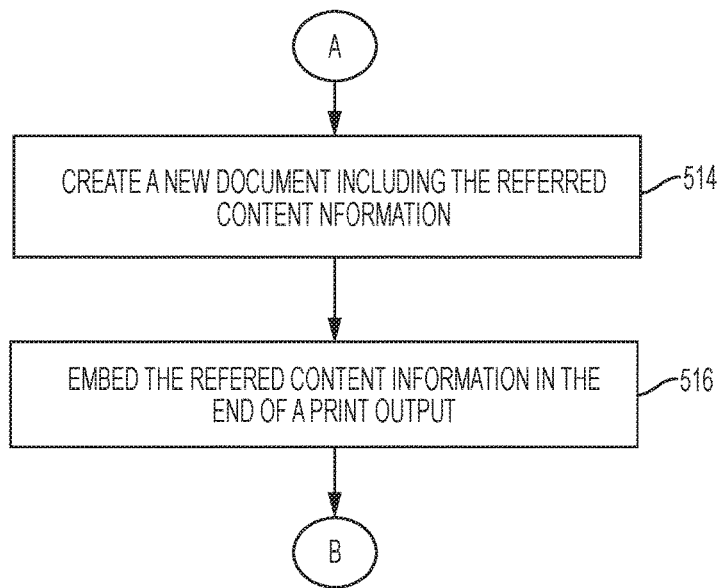 A
CREATE A NEW DOCUMENT INCLUDING THE REFERRED
CONTENT NFORMATION
514
EMBED THE REFERED CONTENT INFORMATION IN THE
END OF A PRINT OUTPUT
516
B